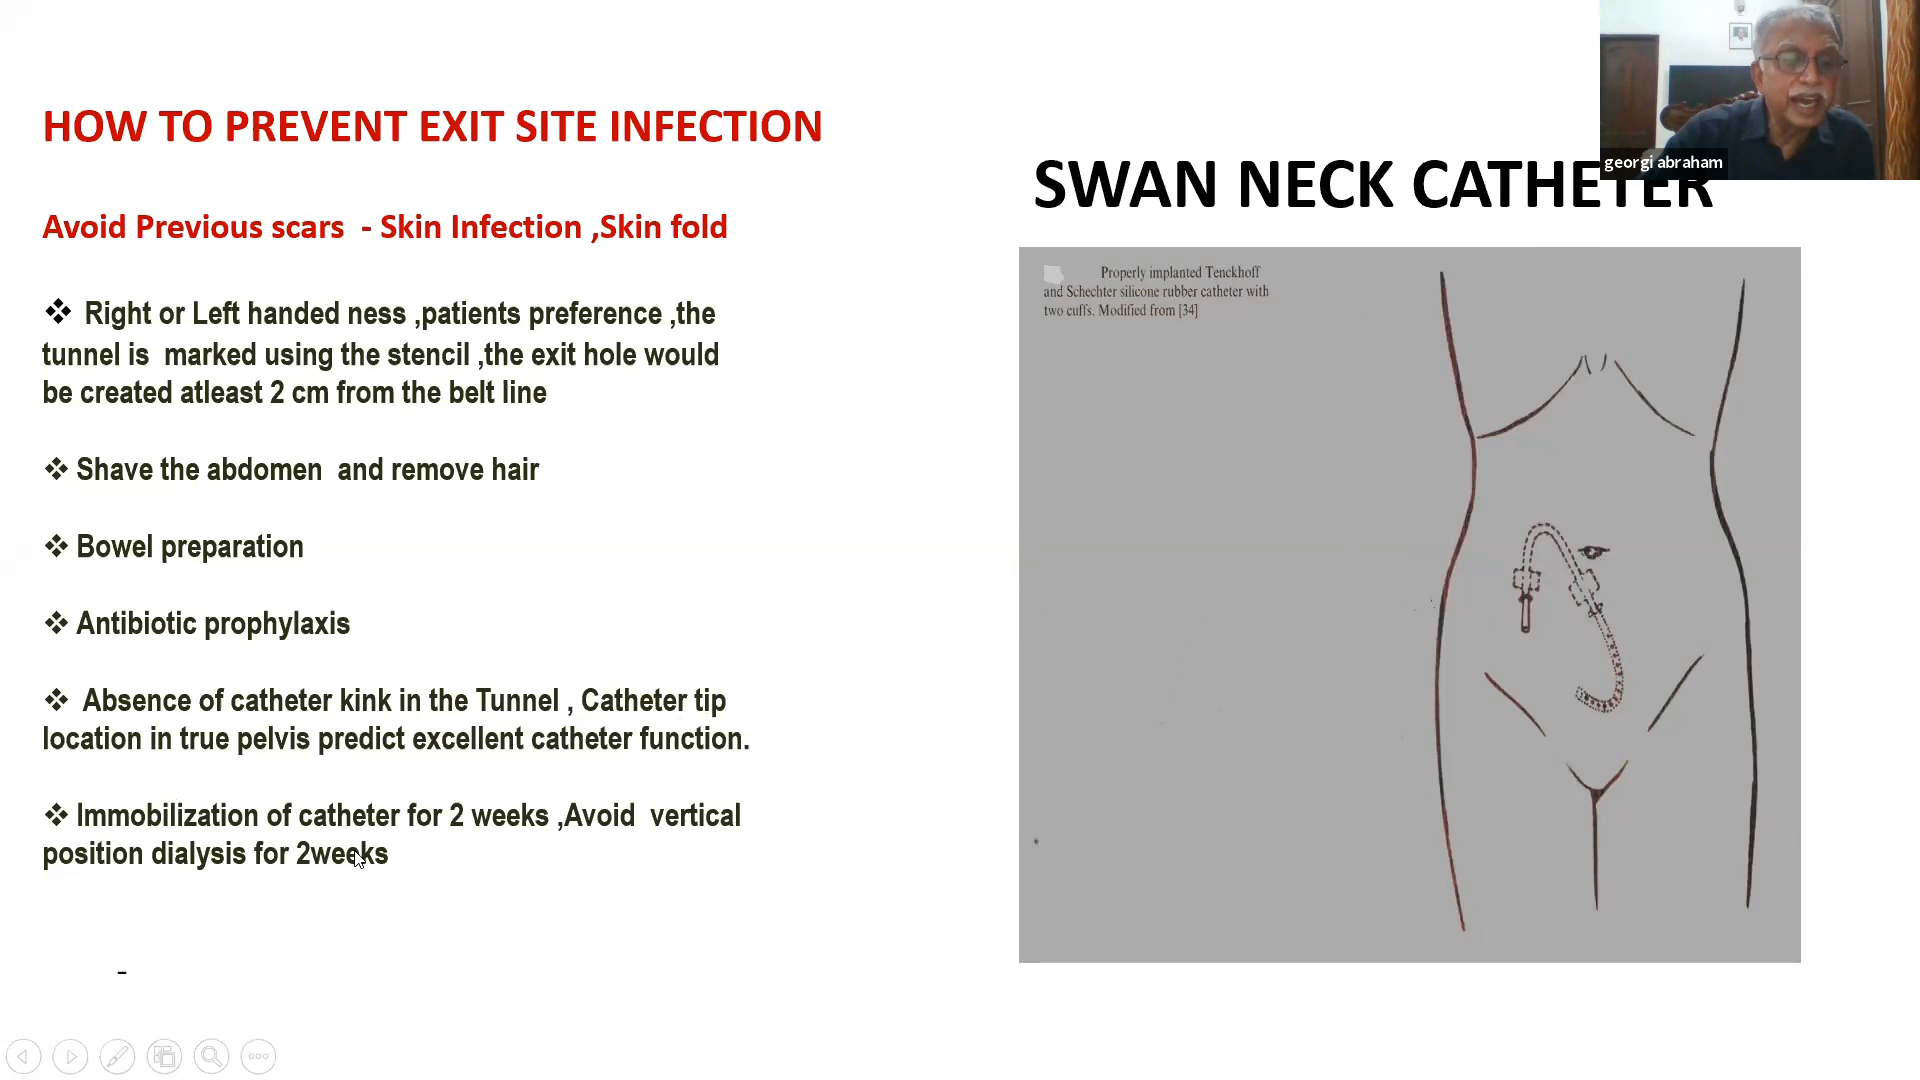 HOW TO PREVENT EXIT SITE INFECTION
Avoid Previous scars - Skin Infection ,Skin fold
❖ Right or Left handed ness ,patients preference ,the
tunnel is marked using the stencil ,the exit hole would
be created atleast 2 cm from the belt line
❖ Shave the abdomen and remove hair
❖ Bowel preparation
❖ Antibiotic prophylaxis
❖ Absence of catheter kink in the Tunnel , Catheter tip
location in true pelvis predict excellent catheter function.
❖ Immobilization of catheter for 2 weeks ,Avoid vertical
position dialysis for 2weeks
-
SWAN NECK CATHETER
Properly implanted Tenckhoff
and Schechter silicone rubber catheter with
two cuffs. Modified from [34]
georgi abraham